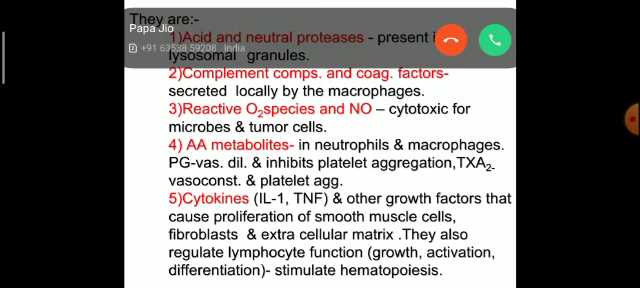 They are:-
Papa Jio
+91 63538 59208 India
1)Acid and neutral proteases - present
lysosomal granules.
2)Complement comps. and coag. factors-
secreted locally by the macrophages.
3)Reactive O2species and NO – cytotoxic for
microbes & tumor cells.
4) AA metabolites- in neutrophils & macrophages.
PG-vas. dil. & inhibits platelet aggregation,TXA2-
vasoconst. & platelet agg.
5)Cytokines (IL-1, TNF) & other growth factors that
cause proliferation of smooth muscle cells,
fibroblasts & extra cellular matrix .They also
regulate lymphocyte function (growth, activation,
differentiation)- stimulate hematopoiesis.